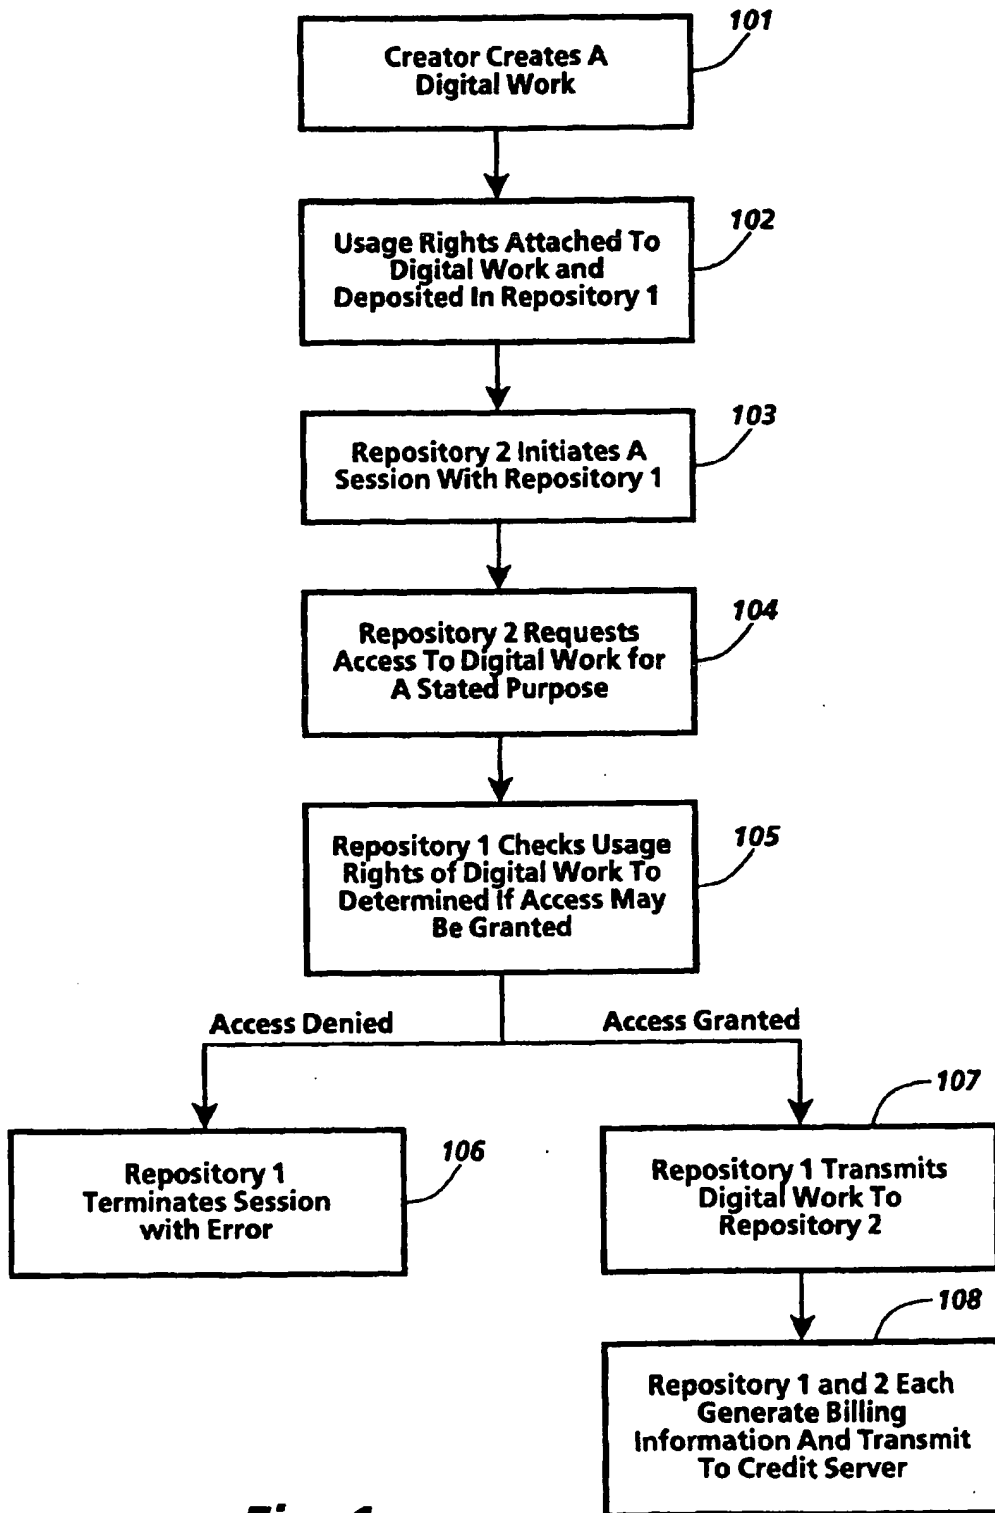 101
Creator Creates A
Digital Work
102
Usage Rights Attached To
Digital Work and
Deposited In Repository 1
103
Repository 2 Initiates A
Session With Repository 1
104
Repository 2 Requests
Access To Digital Work for
A Stated Purpose
105
Repository 1 Checks Usage
Rights of Digital Work To
Determined If Access May
Be Granted
Access Denied
Access Granted
106
Repository 1
Terminates Session
with Error
107
Repository 1 Transmits
Digital Work To
Repository 2
108
Repository 1 and 2 Each
Generate Billing
Information And Transmit
To Credit Server